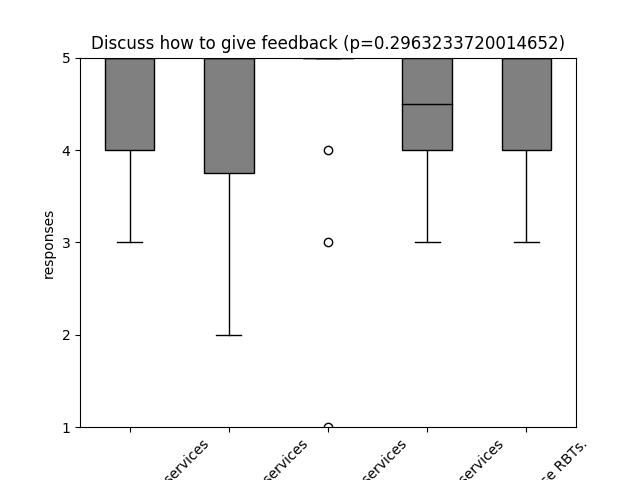 Discuss how to give feedback (p=0.2963233720014652)
5
4
3
2
1
responses
services
services
services
services
RBTs.